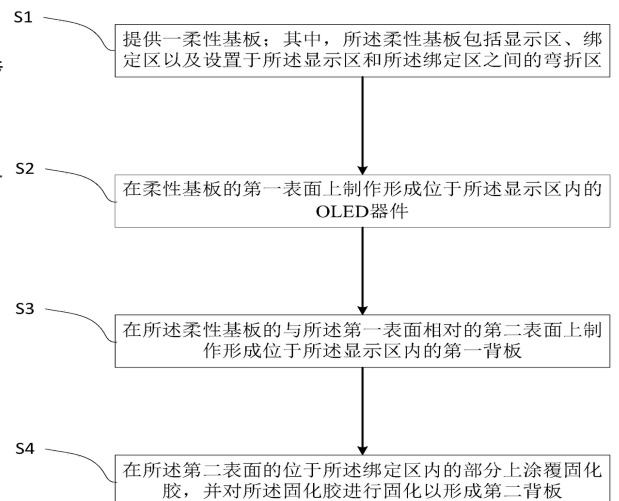 S1
提供一柔性基板；其中，所述柔性基板包括显示区、绑
定区以及设置于所述显示区和所述绑定区之间的弯折区
S2
在柔性基板的第一表面上制作形成位于所述显示区内的
OLED器件
S3
在所述柔性基板的与所述第一表面相对的第二表面上制
作形成位于所述显示区内的第一背板
S4
在所述第二表面的位于所述绑定区内的部分上涂覆固化
胶，并对所述固化胶进行固化以形成第二背板